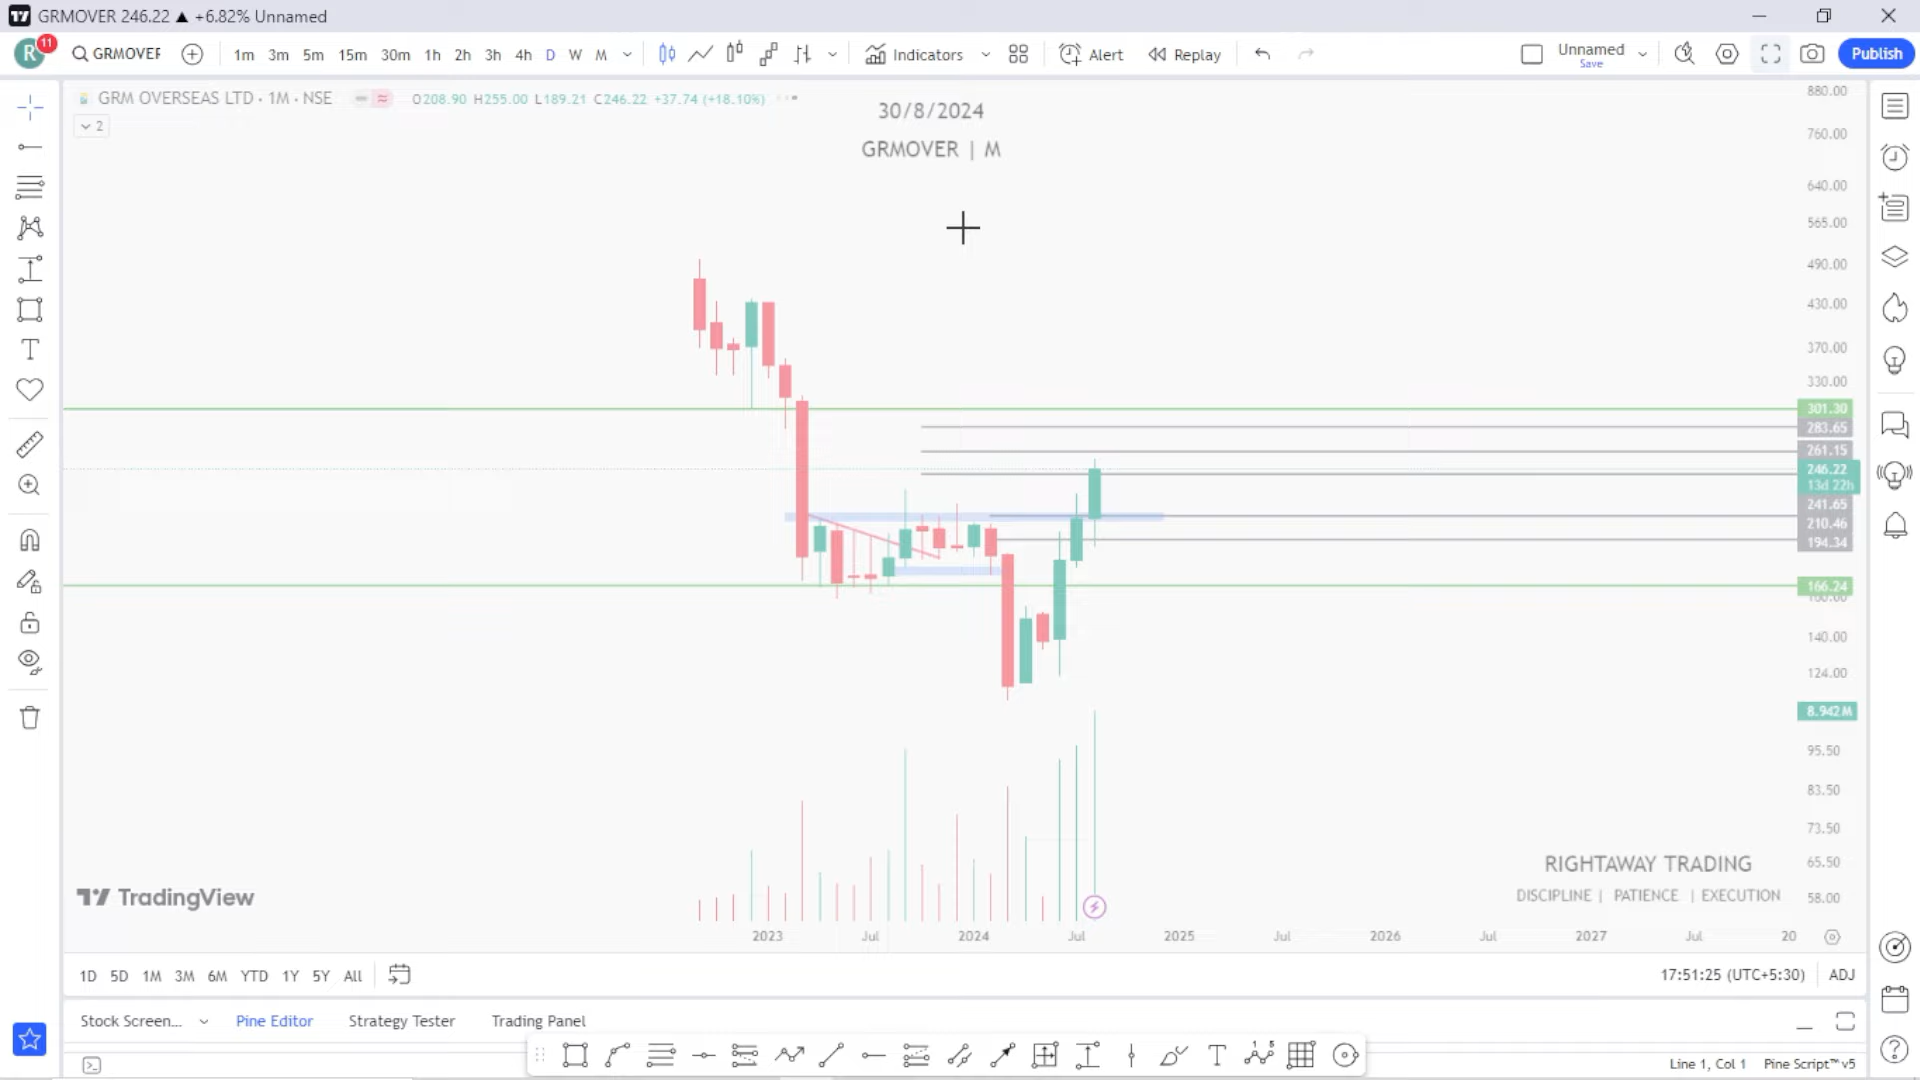 GRMOVER 246.22 ▲ +6.82% Unnamed
R 11 GRMOVER 1m 3m 5m 15m 30m 1h 2h 3h 4h D W M Indicators Alert Replay Unnamed Save Publish
GRM OVERSEAS LTD · 1M · NSE O208.90 H255.00 L189.21 C246.22 +37.74 (+18.10%)
2
30/8/2024
GRMOVER | M
880.00
760.00
640.00
565.00
490.00
430.00
370.00
330.00
301.30
283.65
261.15
246.22
13d 22h
241.65
210.46
194.34
166.24
160.00
140.00
124.00
8.942M
95.50
83.50
73.50
65.50
58.00
RIGHTAWAY TRADING
DISCIPLINE | PATIENCE | EXECUTION
TradingView
2023 Jul 2024 Jul 2025 Jul 2026 Jul 2027 Jul 20
1D 5D 1M 3M 6M YTD 1Y 5Y All 17:51:25 (UTC+5:30) ADJ
Stock Screen... Pine Editor Strategy Tester Trading Panel
Line 1, Col 1 Pine Script™ v5